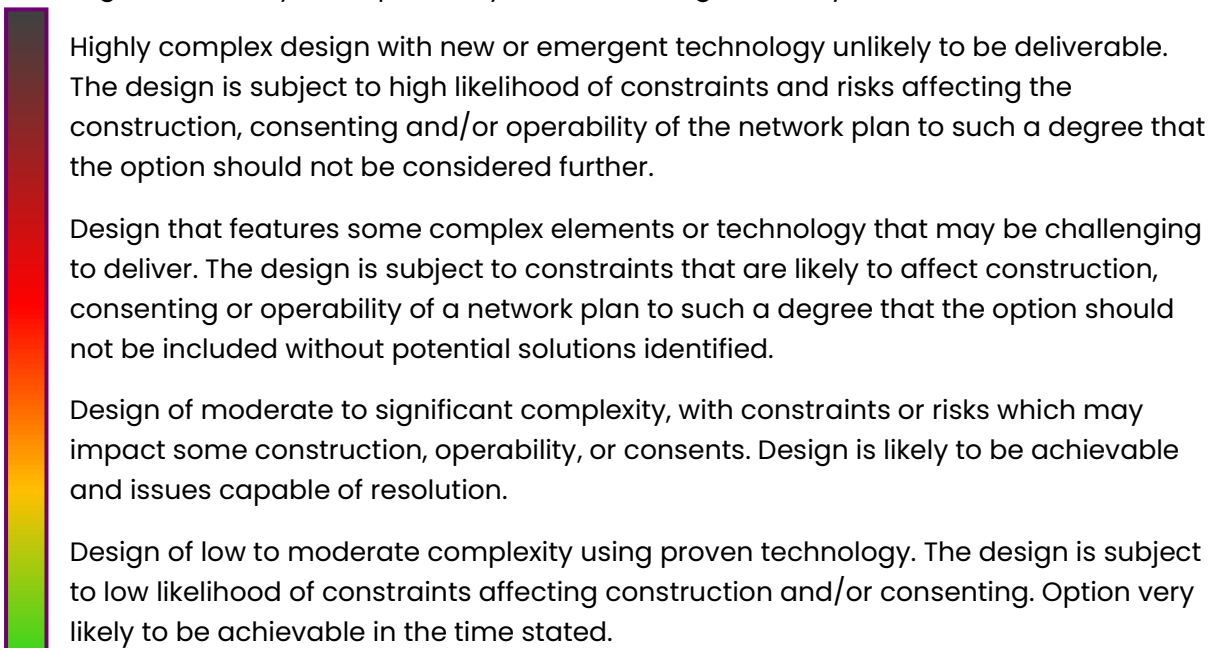 Highly complex design with new or emergent technology unlikely to be deliverable.
The design is subject to high likelihood of constraints and risks affecting the
construction, consenting and/or operability of the network plan to such a degree that
the option should not be considered further.
Design that features some complex elements or technology that may be challenging
to deliver. The design is subject to constraints that are likely to affect construction,
consenting or operability of a network plan to such a degree that the option should
not be included without potential solutions identified.
Design of moderate to significant complexity, with constraints or risks which may
impact some construction, operability, or consents. Design is likely to be achievable
and issues capable of resolution.
Design of low to moderate complexity using proven technology. The design is subject
to low likelihood of constraints affecting construction and/or consenting. Option very
likely to be achievable in the time stated.